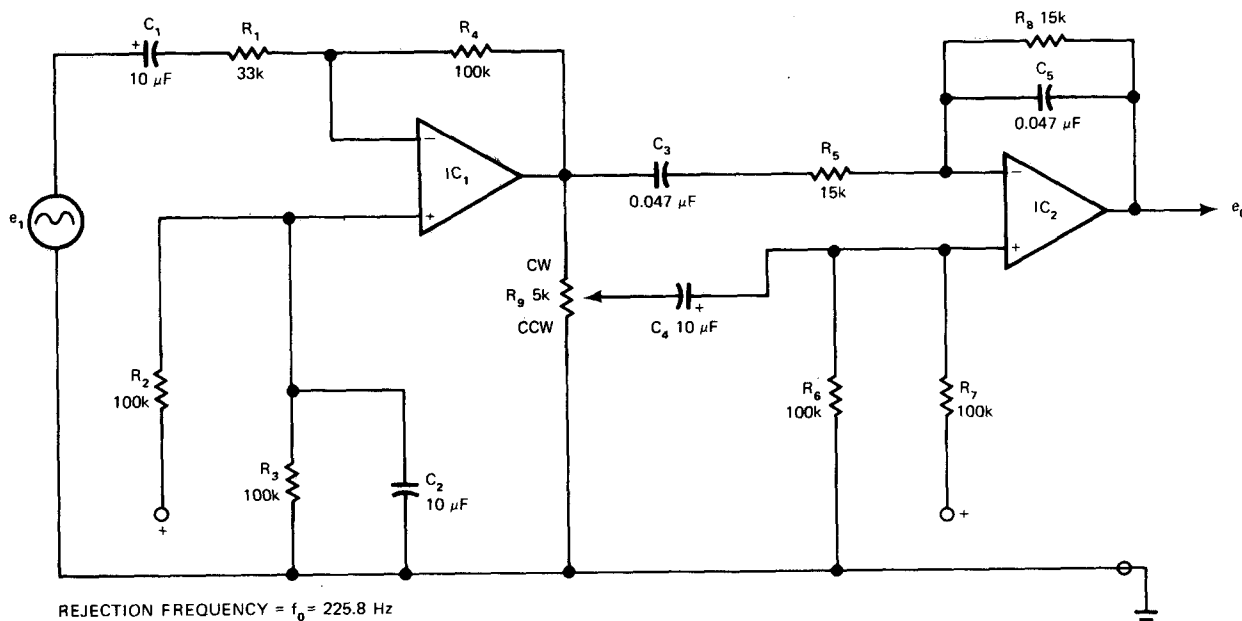 C1
+
10 μF
R1
33k
R4
100k
R8 15k
C5
0.047 μF
−
IC1
+
C3
0.047 μF
R5
15k
−
IC2
+
e1
CW
R9 5k
CCW
C4 10 μF
+
R2
100k
+
R3
100k
C2
10 μF
R6
100k
R7
100k
+
REJECTION FREQUENCY = f0 = 225.8 Hz